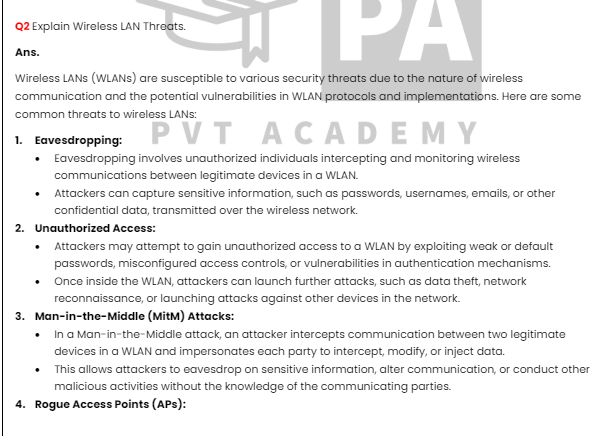 PA
Q2 Explain Wireless LAN Threats.
Ans.
Wireless LANs (WLANs) are susceptible to various security threats due to the nature of wireless
communication and the potential vulnerabilities in WLAN protocols and implementations. Here are some
common threats to wireless LANs:
PVT ACADEMY
1. Eavesdropping:
• Eavesdropping involves unauthorized individuals intercepting and monitoring wireless
communications between legitimate devices in a WLAN.
• Attackers can capture sensitive information, such as passwords, usernames, emails, or other
confidential data, transmitted over the wireless network.
2. Unauthorized Access:
• Attackers may attempt to gain unauthorized access to a WLAN by exploiting weak or default
passwords, misconfigured access controls, or vulnerabilities in authentication mechanisms.
• Once inside the WLAN, attackers can launch further attacks, such as data theft, network
reconnaissance, or launching attacks against other devices in the network.
3. Man-in-the-Middle (MitM) Attacks:
• In a Man-in-the-Middle attack, an attacker intercepts communication between two legitimate
devices in a WLAN and impersonates each party to intercept, modify, or inject data.
• This allows attackers to eavesdrop on sensitive information, alter communication, or conduct other
malicious activities without the knowledge of the communicating parties.
4. Rogue Access Points (APs):